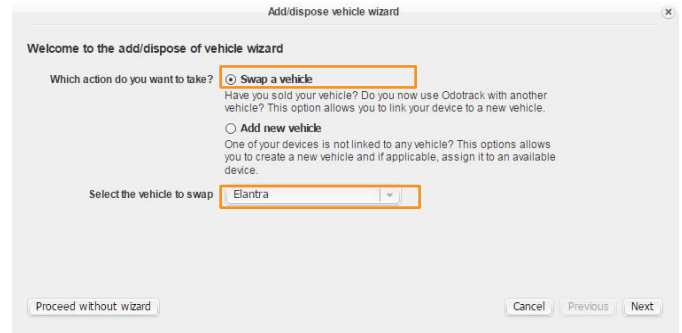 Add/dispose vehicle wizard
Welcome to the add/dispose of vehicle wizard
Which action do you want to take? Swap a vehicle
Have you sold your vehicle? Do you now use Odotrack with another
vehicle? This option allows you to link your device to a new vehicle.
Add new vehicle
One of your devices is not linked to any vehicle? This options allows
you to create a new vehicle and if applicable, assign it to an available
device.
Select the vehicle to swap Elantra
Proceed without wizard Cancel Previous Next